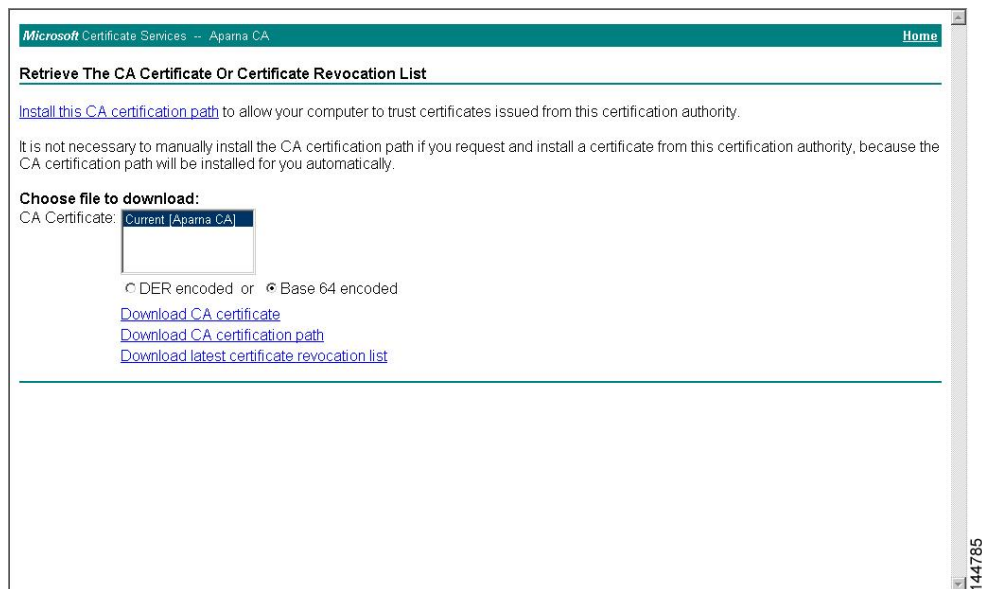 Microsoft Certificate Services -- Aparna CA Home
Retrieve The CA Certificate Or Certificate Revocation List
Install this CA certification path to allow your computer to trust certificates issued from this certification authority.
It is not necessary to manually install the CA certification path if you request and install a certificate from this certification authority, because the
CA certification path will be installed for you automatically.
Choose file to download:
CA Certificate: Current [Aparna CA]
DER encoded or Base 64 encoded
Download CA certificate
Download CA certification path
Download latest certificate revocation list
144785